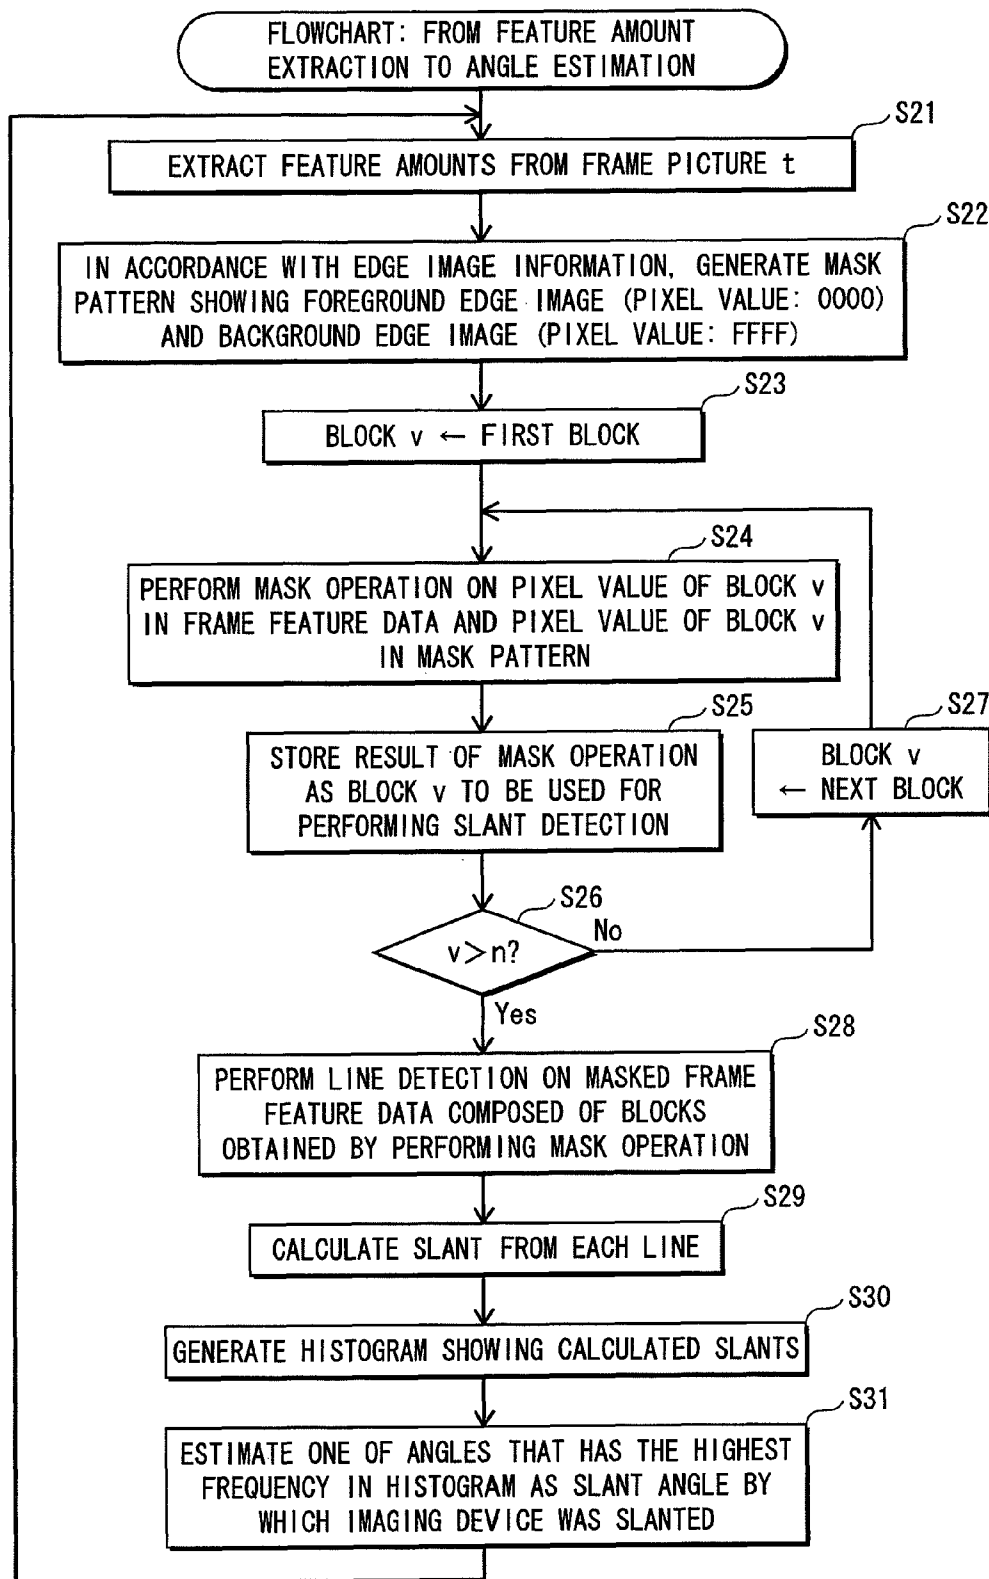 FLOWCHART: FROM FEATURE AMOUNT
EXTRACTION TO ANGLE ESTIMATION
S21
EXTRACT FEATURE AMOUNTS FROM FRAME PICTURE t
S22
IN ACCORDANCE WITH EDGE IMAGE INFORMATION, GENERATE MASK
PATTERN SHOWING FOREGROUND EDGE IMAGE (PIXEL VALUE: 0000)
AND BACKGROUND EDGE IMAGE (PIXEL VALUE: FFFF)
S23
BLOCK v ← FIRST BLOCK
S24
PERFORM MASK OPERATION ON PIXEL VALUE OF BLOCK v
IN FRAME FEATURE DATA AND PIXEL VALUE OF BLOCK v
IN MASK PATTERN
S25
STORE RESULT OF MASK OPERATION
AS BLOCK v TO BE USED FOR
PERFORMING SLANT DETECTION
S27
BLOCK v
← NEXT BLOCK
S26
v>n?
No
Yes
S28
PERFORM LINE DETECTION ON MASKED FRAME
FEATURE DATA COMPOSED OF BLOCKS
OBTAINED BY PERFORMING MASK OPERATION
S29
CALCULATE SLANT FROM EACH LINE
S30
GENERATE HISTOGRAM SHOWING CALCULATED SLANTS
S31
ESTIMATE ONE OF ANGLES THAT HAS THE HIGHEST
FREQUENCY IN HISTOGRAM AS SLANT ANGLE BY
WHICH IMAGING DEVICE WAS SLANTED